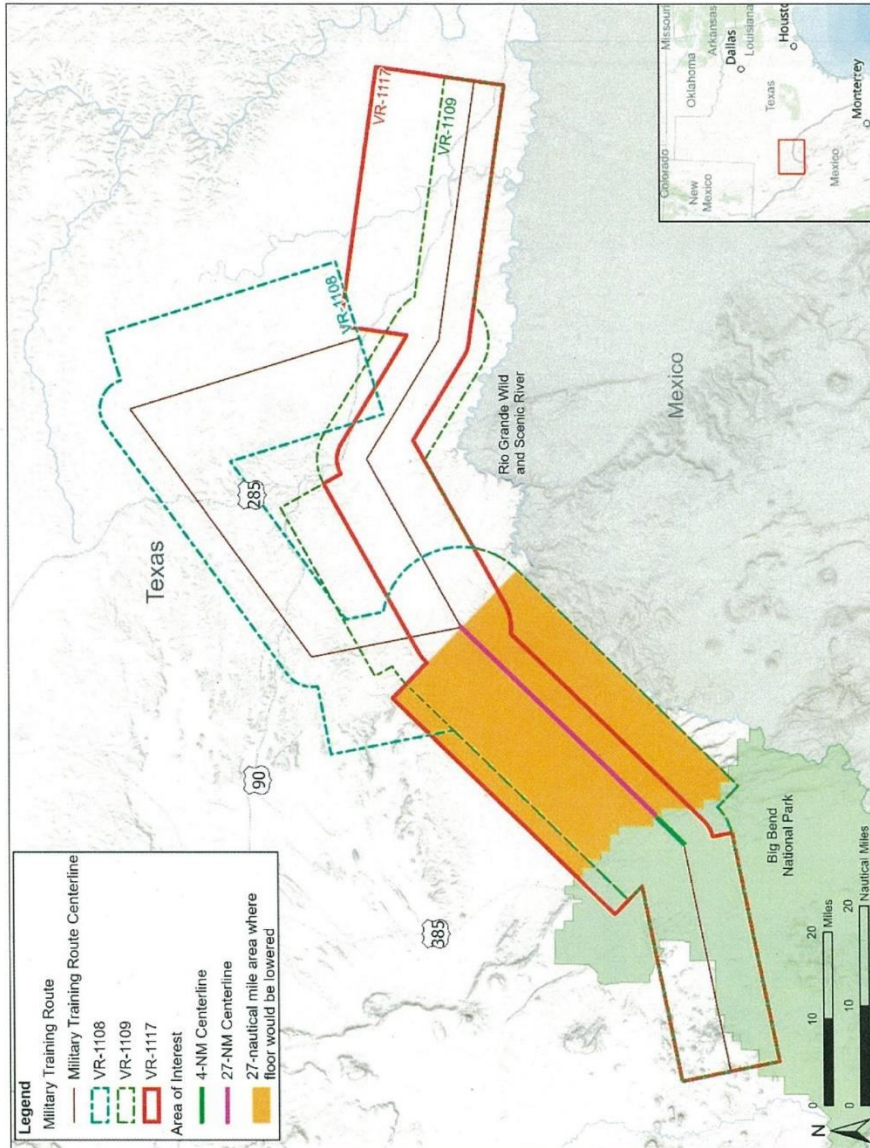 Legend
Military Training Route
Military Training Route Centerline
VR-1108
VR-1109
VR-1117
Area of Interest
4-NM Centerline
27-NM Centerline
27-nautical mile area where
floor would be lowered
Texas
90
285
385
VR-1108
VR-1117
VR-1109
Rio Grande Wild
and Scenic River
Mexico
Big Bend
National Park
N
0 10 20
Miles
0 10 20
Nautical Miles
Colorado
Missouri
New
Mexico
Oklahoma
Arkansas
Dallas
Texas
Louisiana
Houst
Mexico
Monterrey